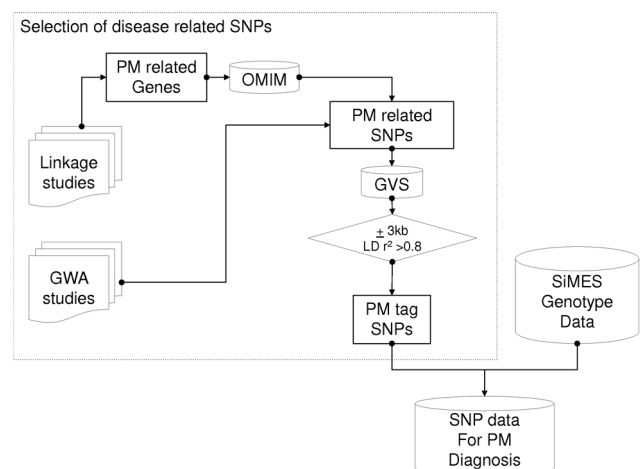 Selection of disease related SNPs
PM related
Genes
OMIM
PM related
SNPs
Linkage
studies
GVS
± 3kb
LD r² >0.8
GWA
studies
SiMES
Genotype
Data
PM tag
SNPs
SNP data
For PM
Diagnosis